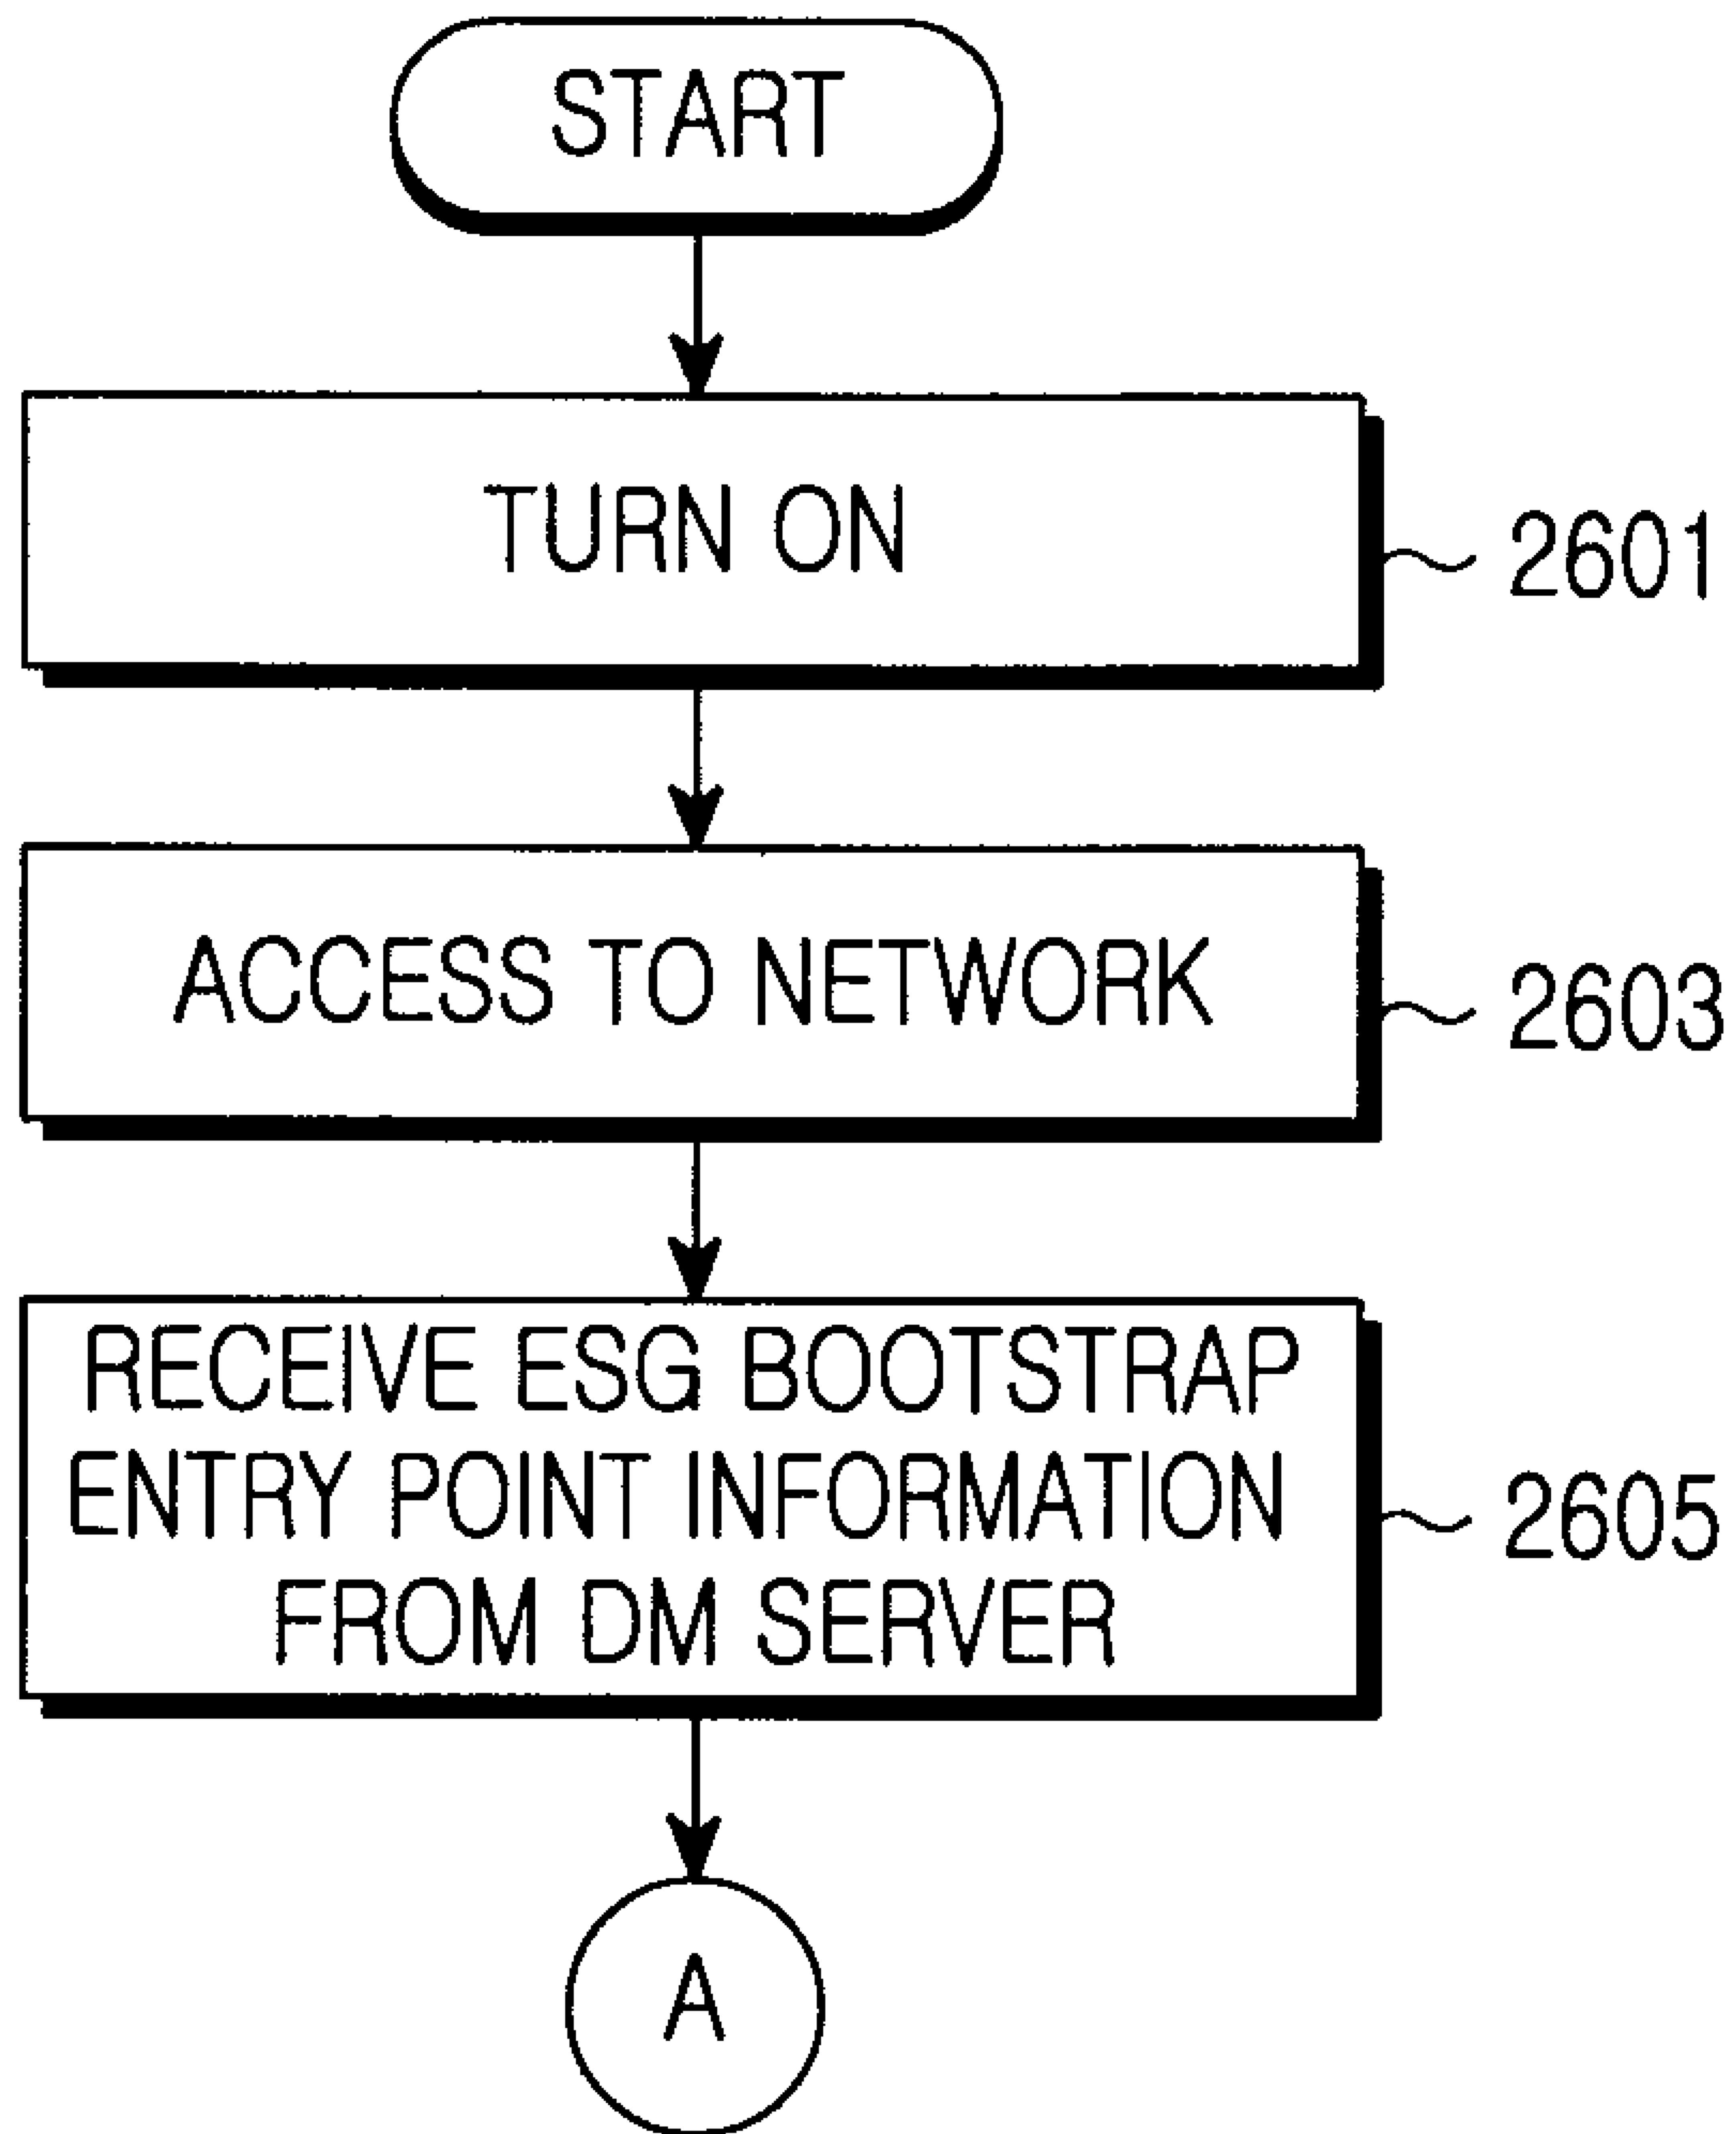 START
TURN ON
2601
ACCESS TO NETWORK
2603
RECEIVE ESG BOOTSTRAP
ENTRY POINT INFORMATION
FROM DM SERVER
2605
A